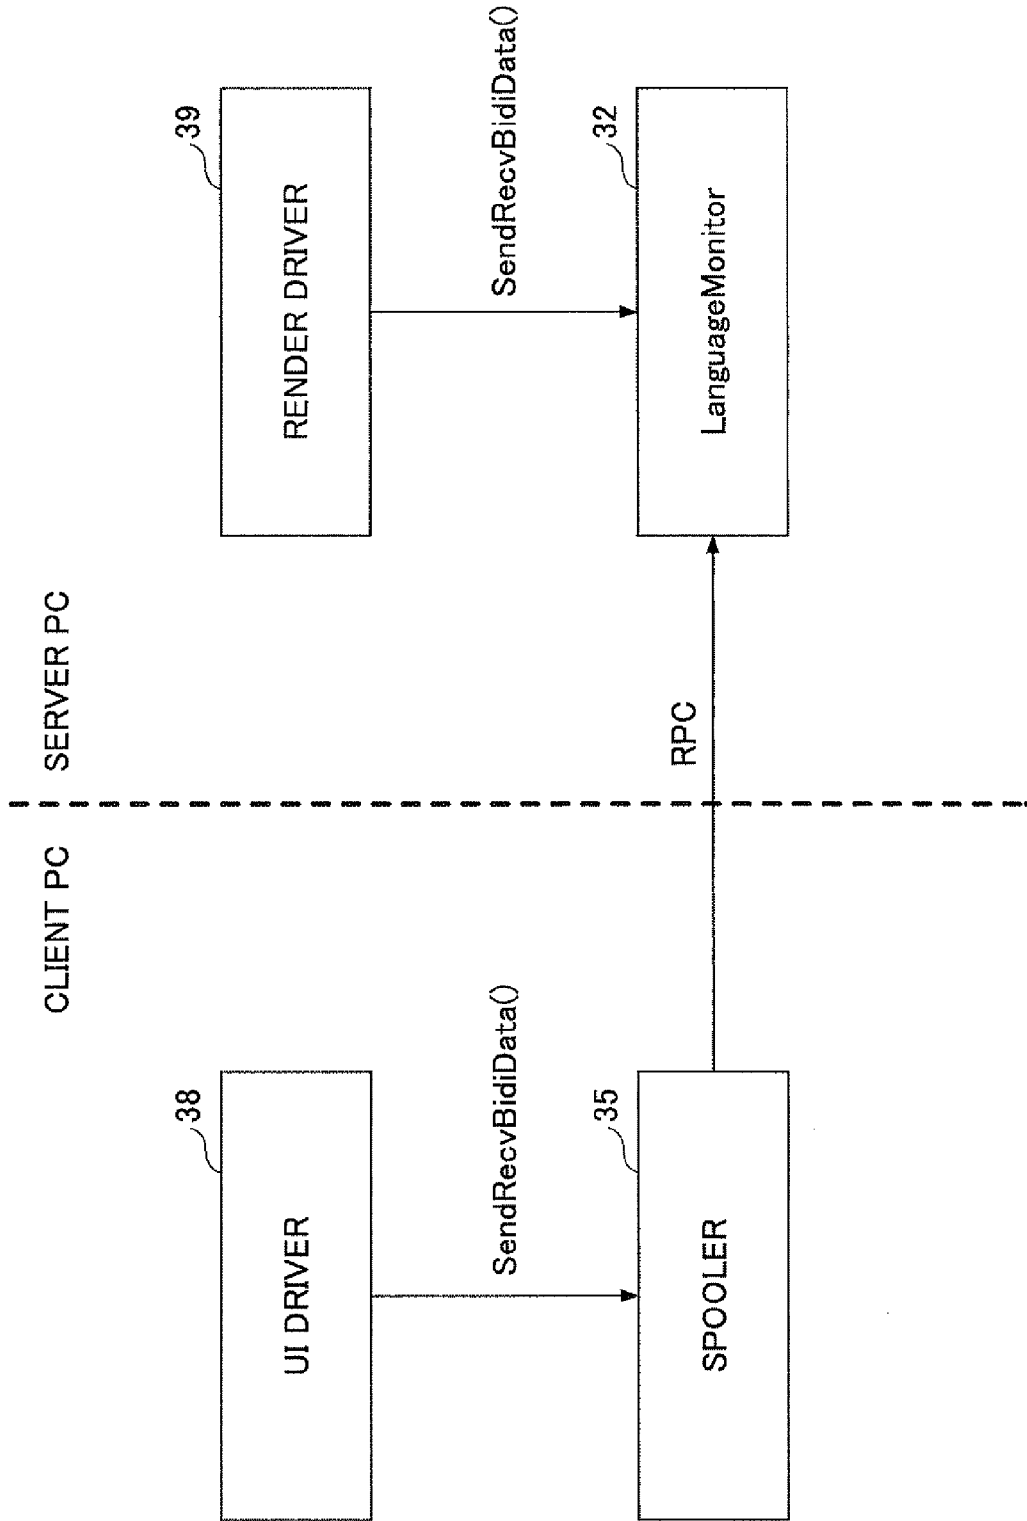 CLIENT PC
SERVER PC
38
39
UI DRIVER
RENDER DRIVER
SendRecvBidiData()
SendRecvBidiData()
35
32
RPC
SPOOLER
LanguageMonitor